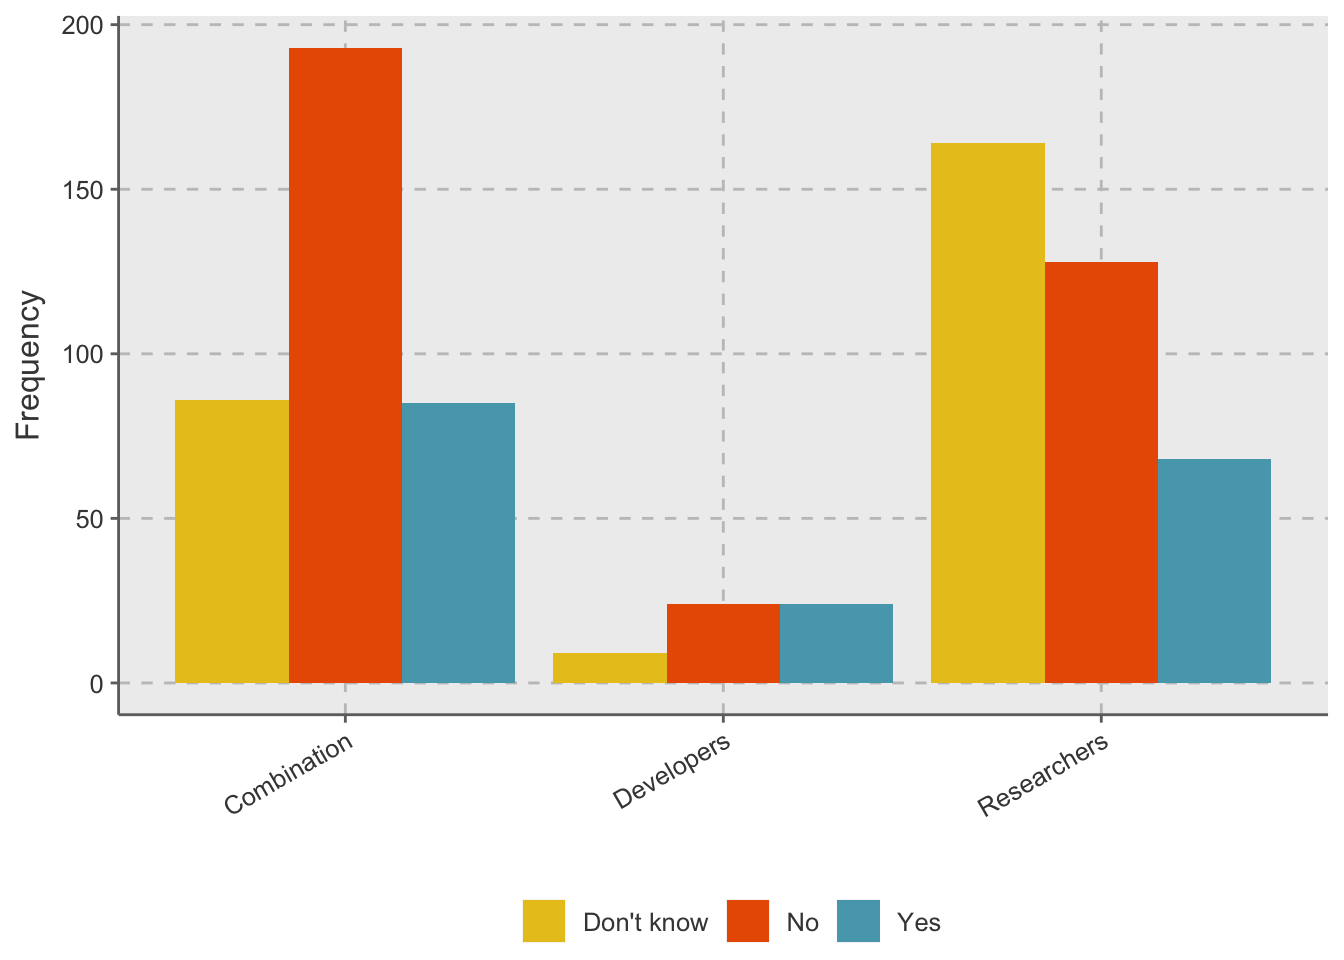 Frequency
200
150
100
50
0
Combination
Developers
Researchers
Don't know
No
Yes